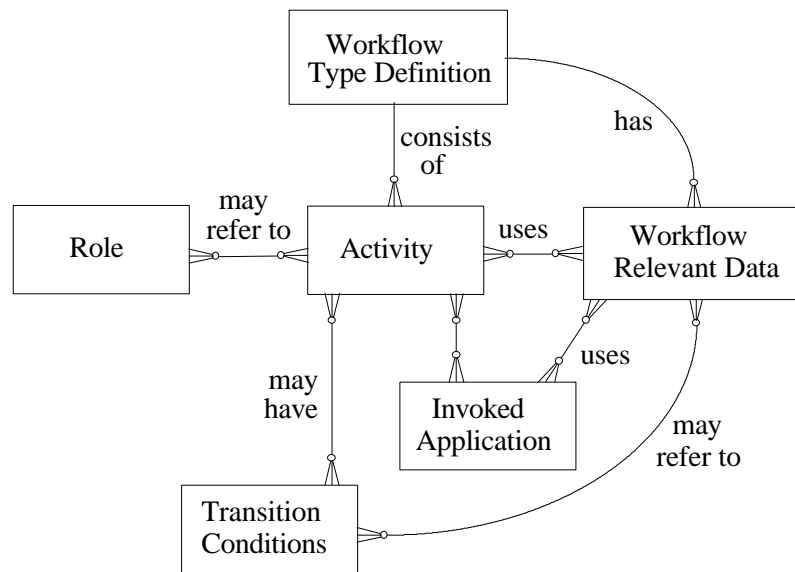 Workflow
Type Definition
has
consists
of
may
refer to
Role
Activity
uses
Workflow
Relevant Data
uses
may
have
Invoked
Application
may
refer to
Transition
Conditions